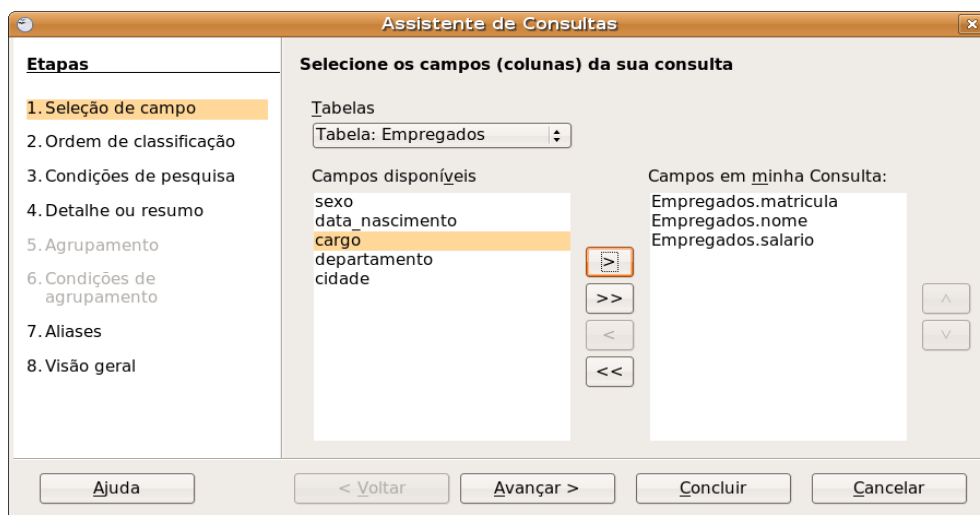 Assistente de Consultas
Etapas
1. Seleção de campo
2. Ordem de classificação
3. Condições de pesquisa
4. Detalhe ou resumo
5. Agrupamento
6. Condições de
agrupamento
7. Aliases
8. Visão geral
Selecione os campos (colunas) da sua consulta
Tabelas
Tabela: Empregados
Campos disponíveis
sexo
data_nascimento
cargo
departamento
cidade
>
>>
<
<<
Campos em minha Consulta:
Empregados.matricula
Empregados.nome
Empregados.salario
Ajuda
< Voltar
Avançar >
Concluir
Cancelar